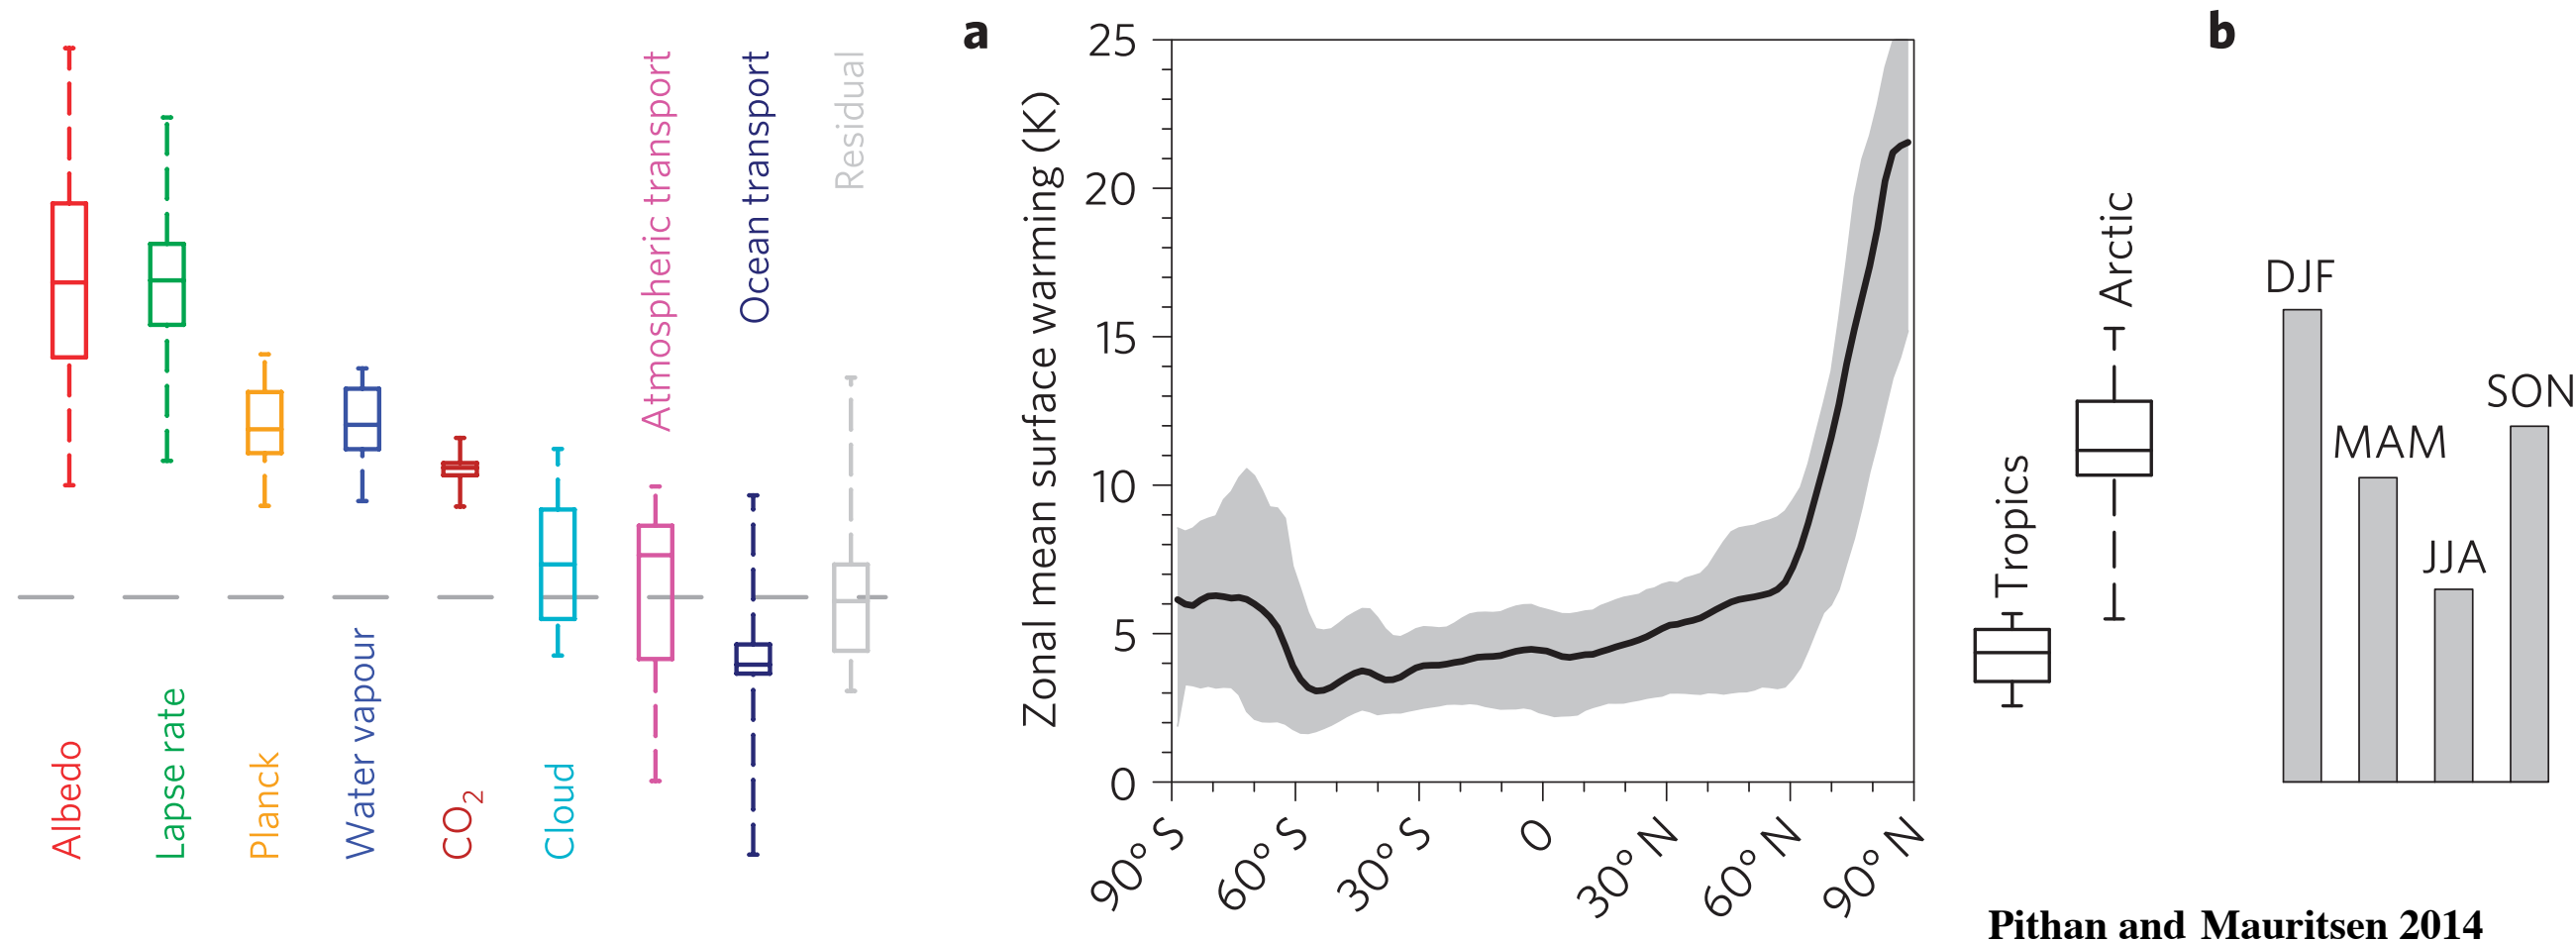 Albedo
Lapse rate
Planck
Water vapour
CO₂
Cloud
Atmospheric transport
Ocean transport
Residual
a
Zonal mean surface warming (K)
25
20
15
10
5
0
90° S
60° S
30° S
0
30° N
60° N
90° N
Tropics
Arctic
b
DJF
MAM
JJA
SON
Pithan and Mauritsen 2014